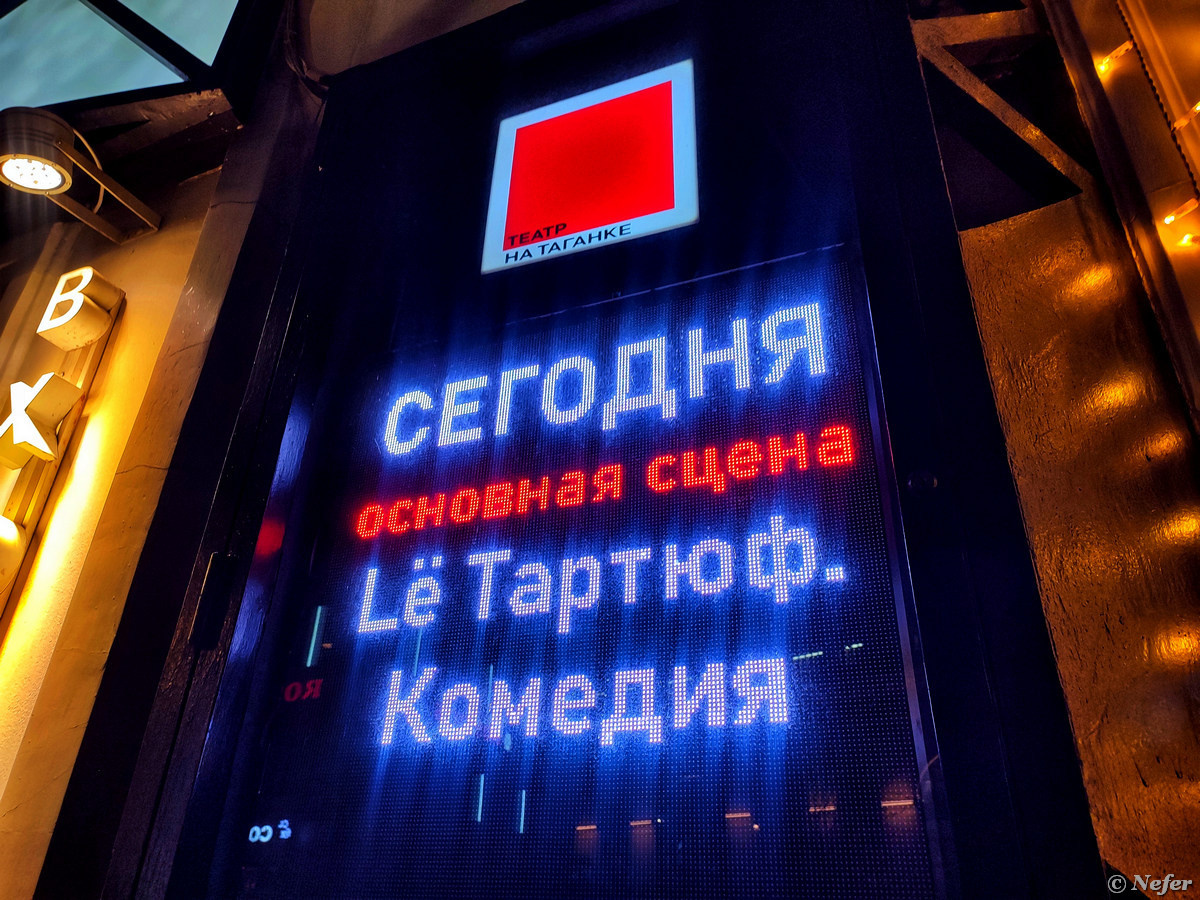 ТЕАТР
НА ТАГАНКЕ
СЕГОДНЯ
основная сцена
Lё Тартюф.
Комедия
В
Х
© Nefer